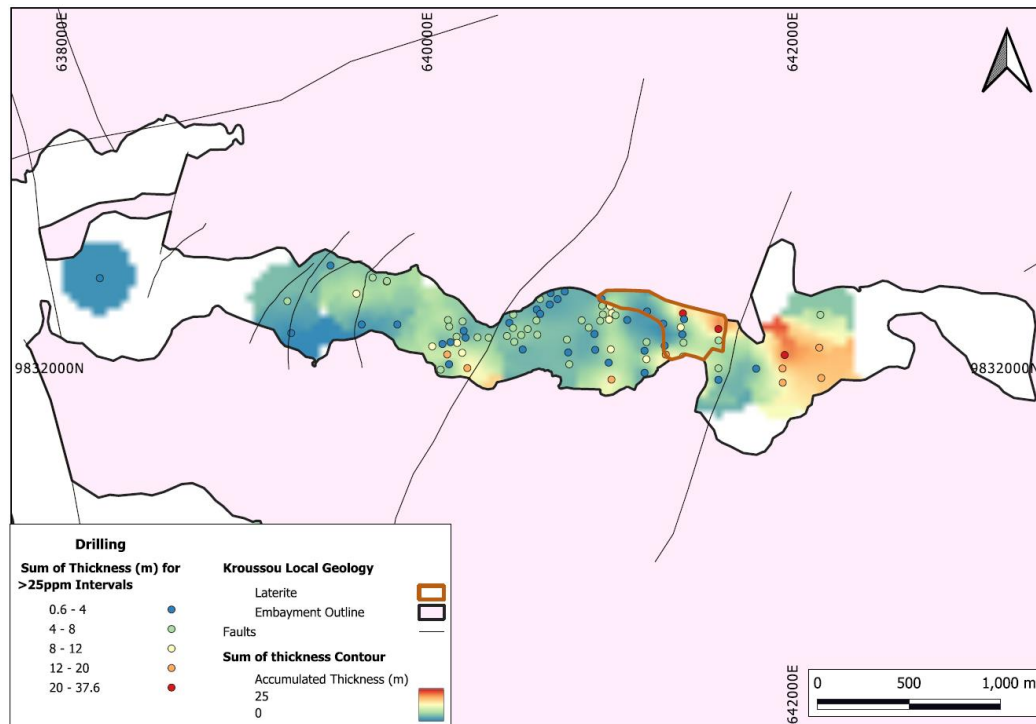 638000E
640000E
642000E
9832000N
9832000N
642000E
Drilling
Sum of Thickness (m) for
>25ppm Intervals
0.6 - 4
4 - 8
8 - 12
12 - 20
20 - 37.6
Kroussou Local Geology
Laterite
Embayment Outline
Faults
Sum of thickness Contour
Accumulated Thickness (m)
25
0
0 500 1,000 m